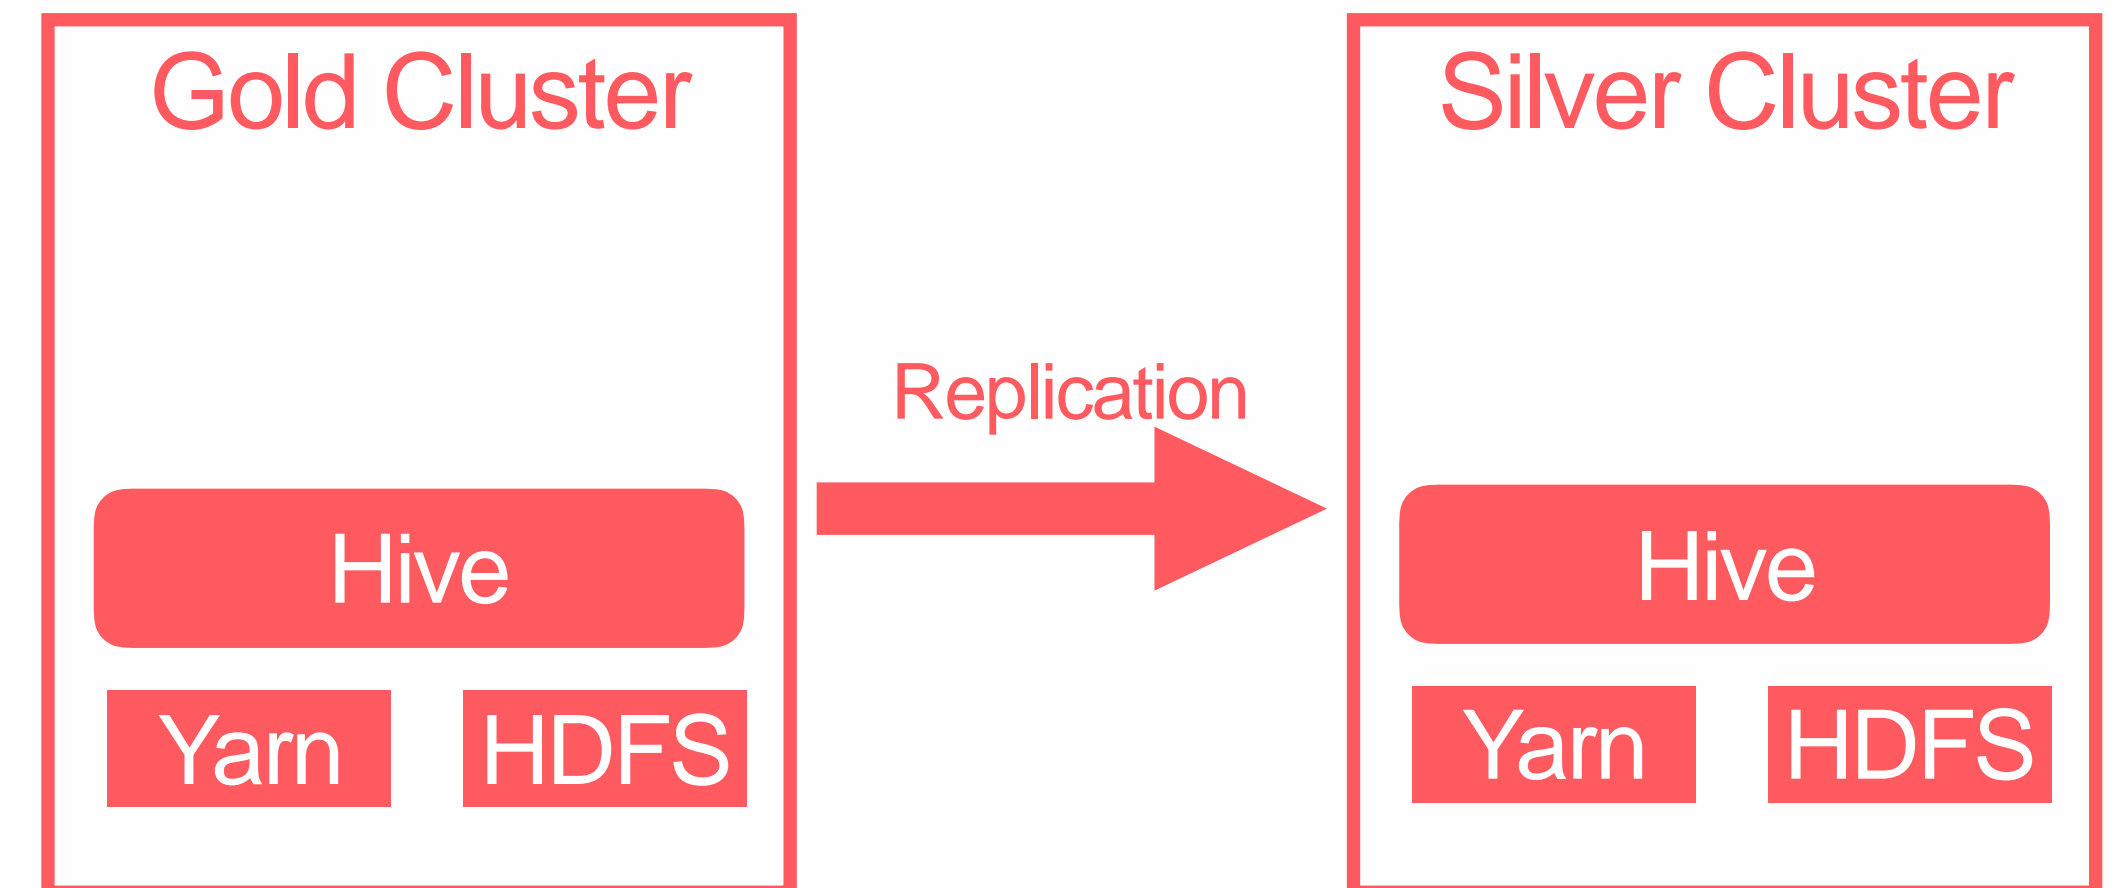 Gold Cluster
Silver Cluster
Replication
Hive
Hive
Yarn
HDFS
Yarn
HDFS